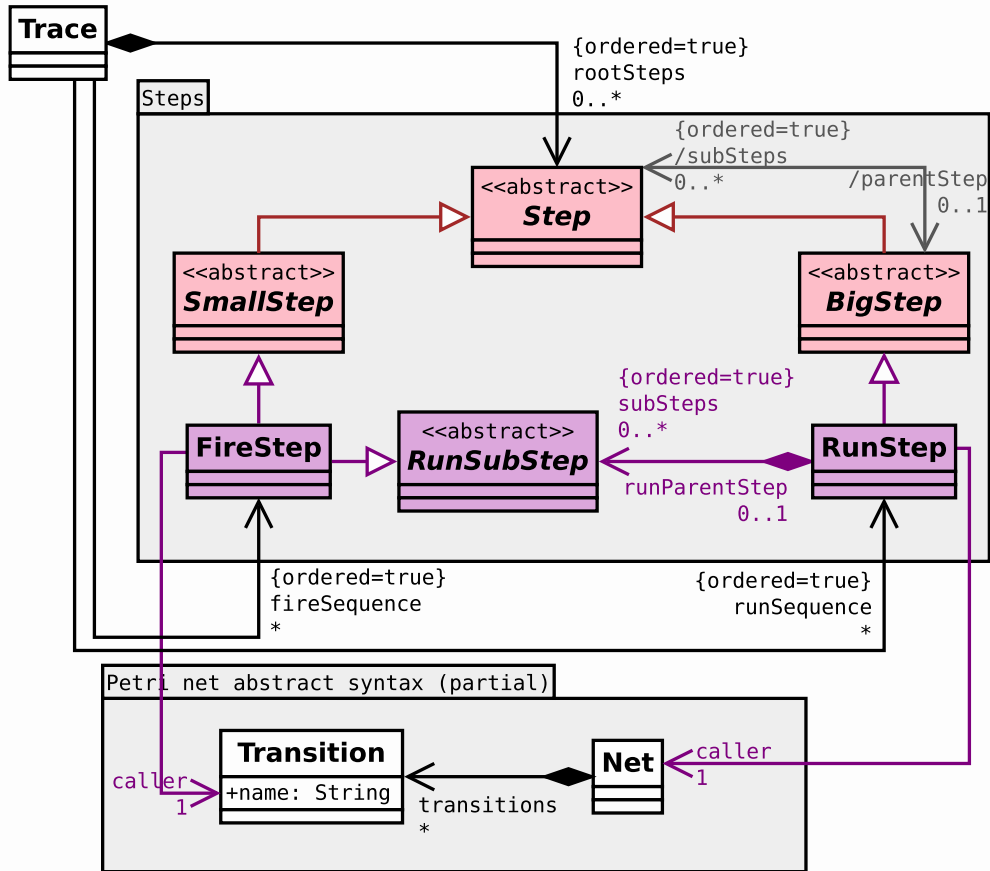 Trace
{ordered=true}
rootSteps
0..*
Steps
{ordered=true}
/subSteps
0..*
/parentStep
0..1
<<abstract>>
Step
<<abstract>>
SmallStep
<<abstract>>
BigStep
{ordered=true}
subSteps
0..*
FireStep
<<abstract>>
RunSubStep
RunStep
runParentStep
0..1
{ordered=true}
fireSequence
*
{ordered=true}
runSequence
*
Petri net abstract syntax (partial)
Transition
+name: String
Net
caller
1
caller
1
transitions
*